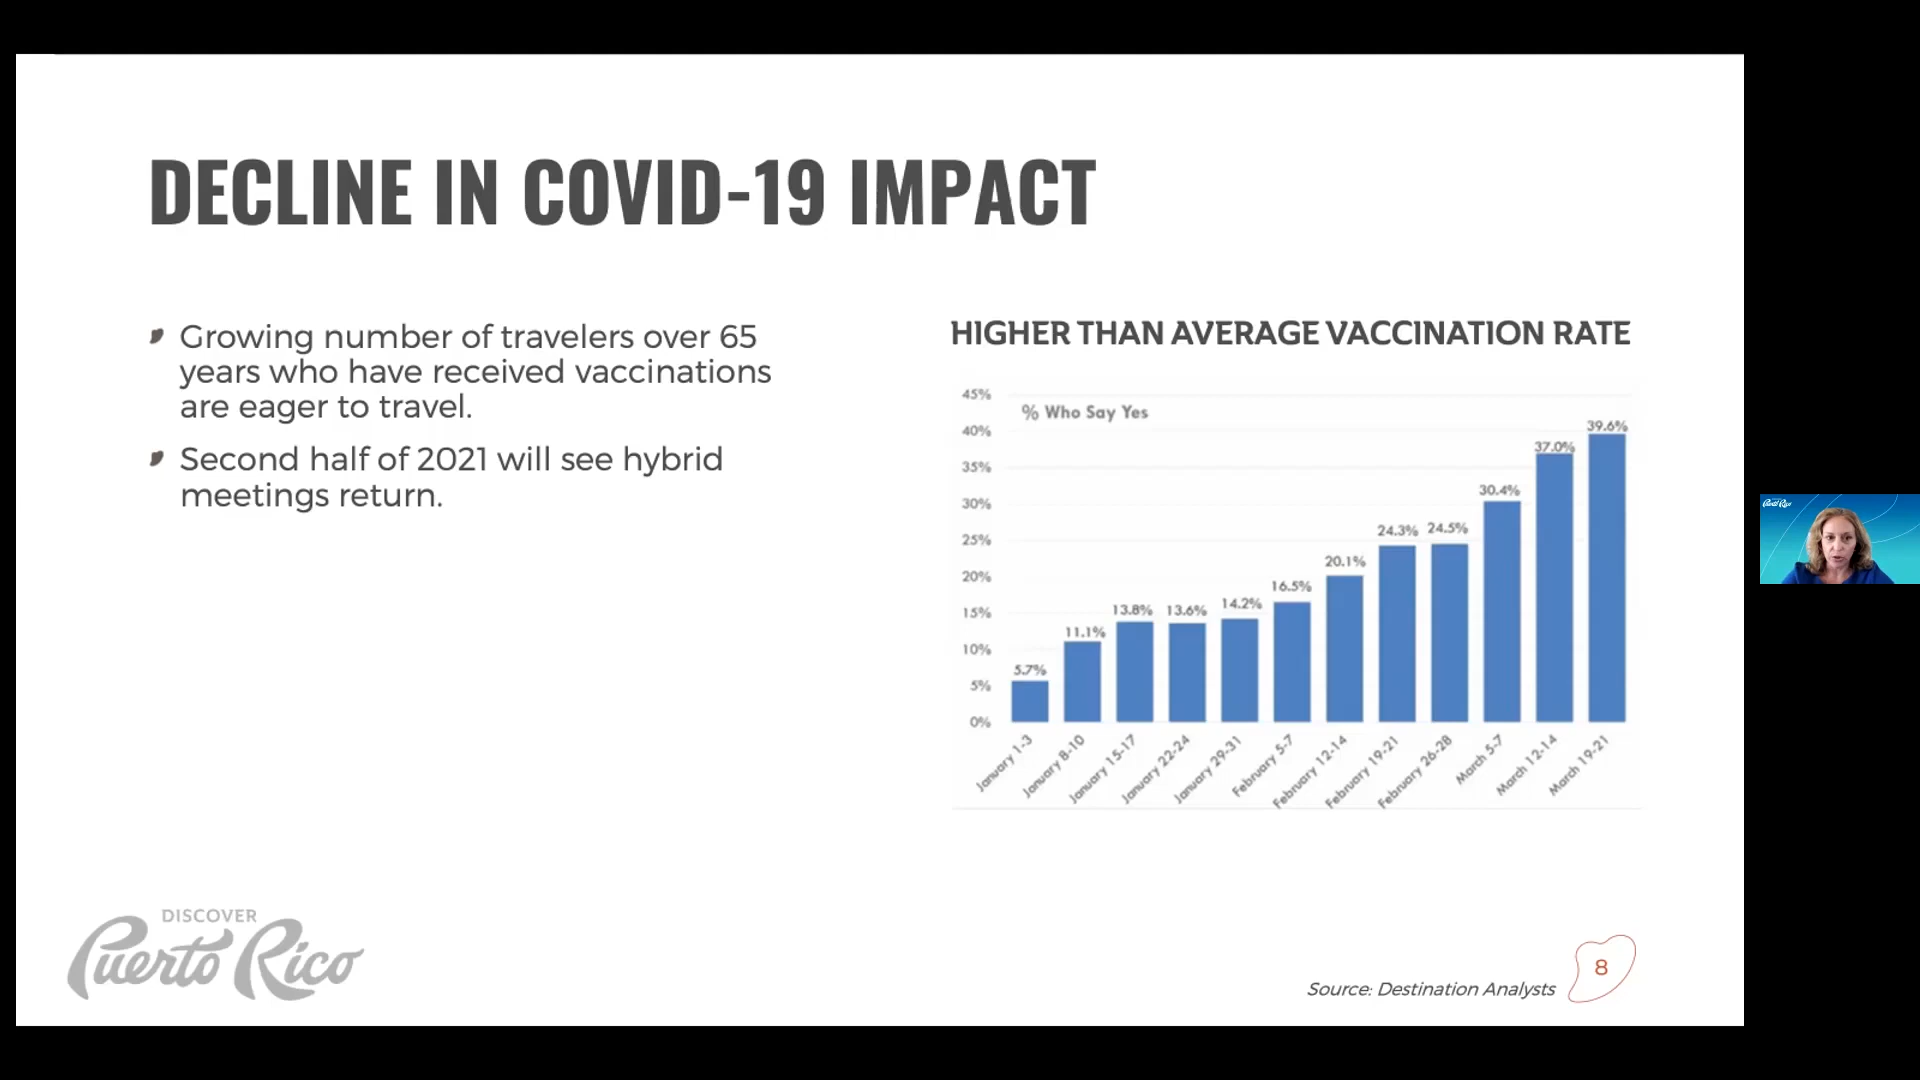 DECLINE IN COVID-19 IMPACT
Growing number of travelers over 65
years who have received vaccinations
are eager to travel.
Second half of 2021 will see hybrid
meetings return.
HIGHER THAN AVERAGE VACCINATION RATE
% Who Say Yes
45%
40%
35%
30%
25%
20%
15%
10%
5%
0%
5.7%
11.1%
13.8%
13.6%
14.2%
16.5%
20.1%
24.3%
24.5%
30.4%
37.0%
39.6%
January 1-3
January 8-10
January 15-17
January 22-24
January 29-31
February 5-7
February 12-14
February 19-21
February 26-28
March 5-7
March 12-14
March 19-21
DISCOVER
Puerto Rico
Source: Destination Analysts
8
Puerto Rico